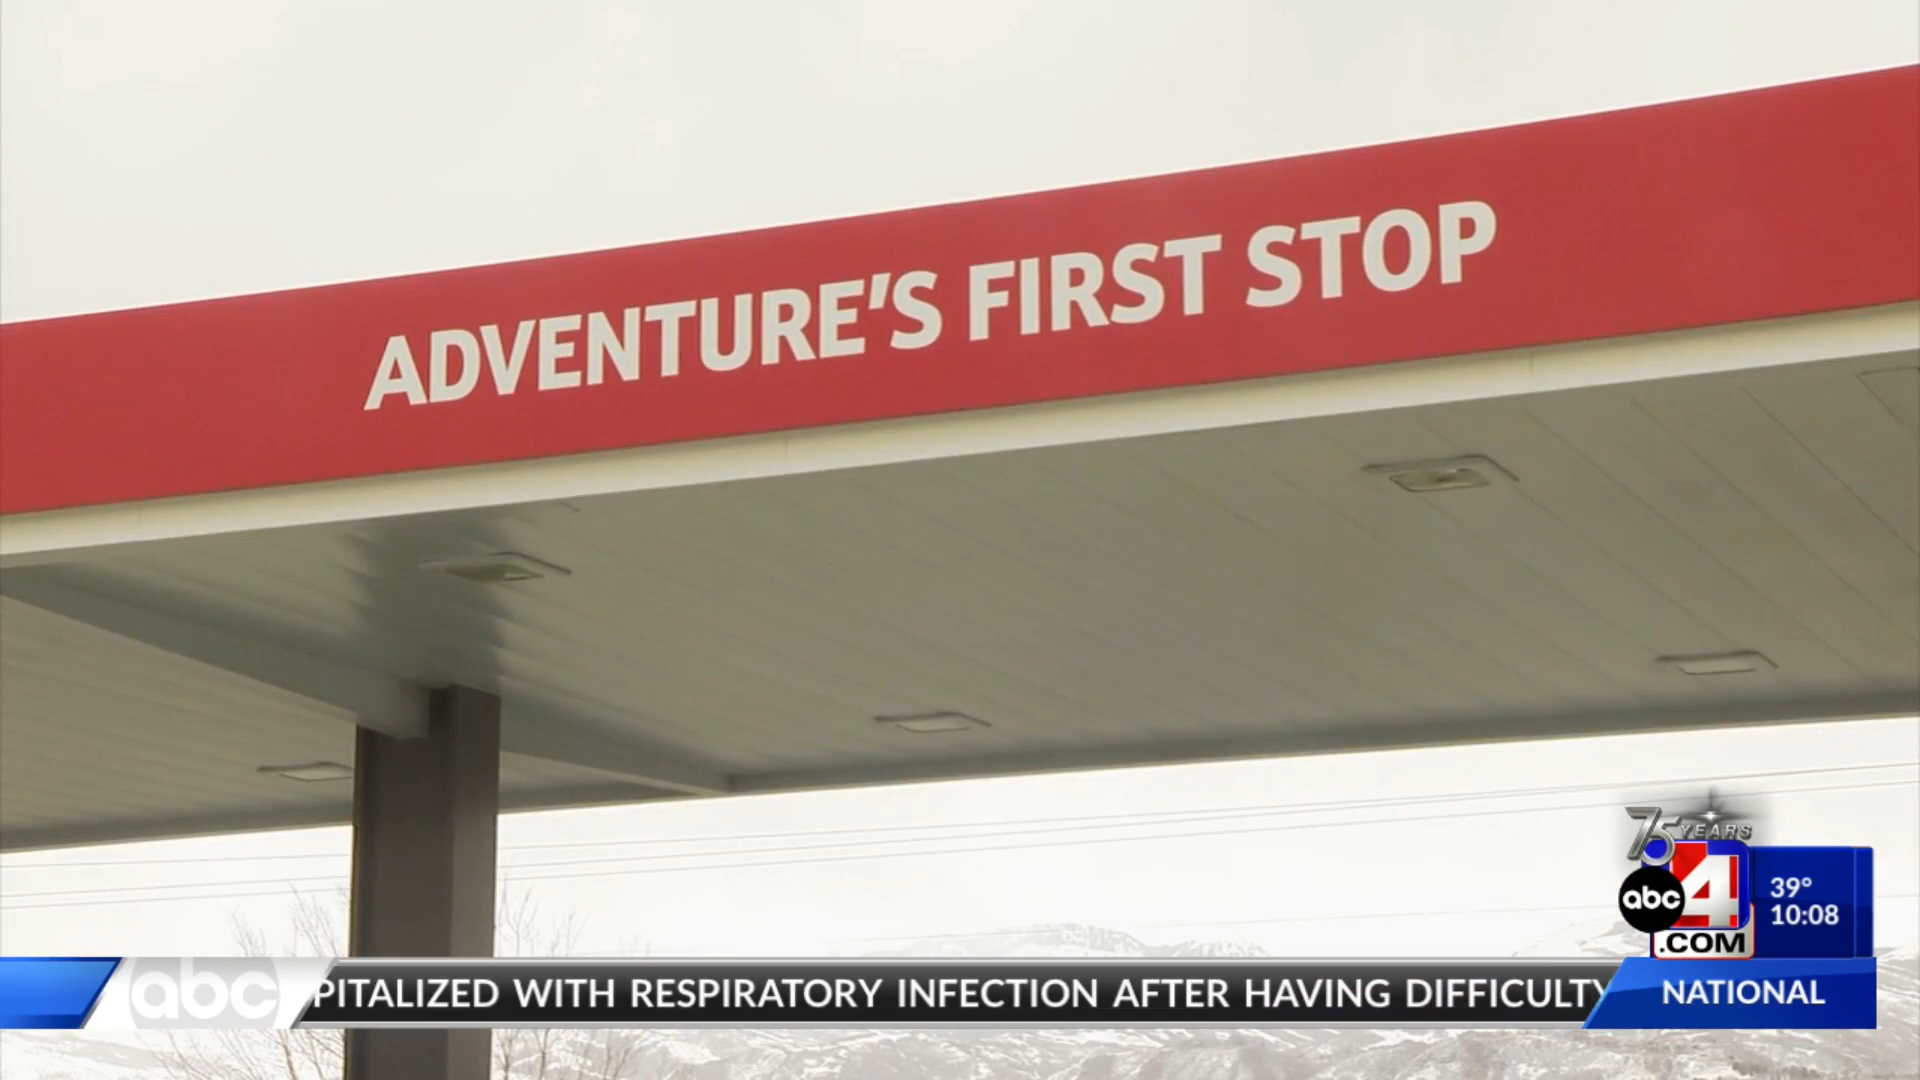 ADVENTURE'S FIRST STOP
75 YEARS
abc 4
.COM
39°
10:08
abc
PITALIZED WITH RESPIRATORY INFECTION AFTER HAVING DIFFICULTY
NATIONAL